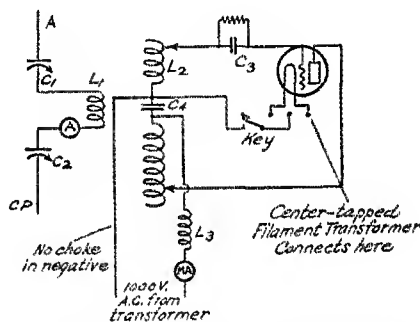 A
C1
L1
A
C2
CP
L2
C3
C4
Key
L3
MA
No choke
in negative
1000 V.
A.C. from
transformer
Center-tapped
Filament Transformer
Connects here